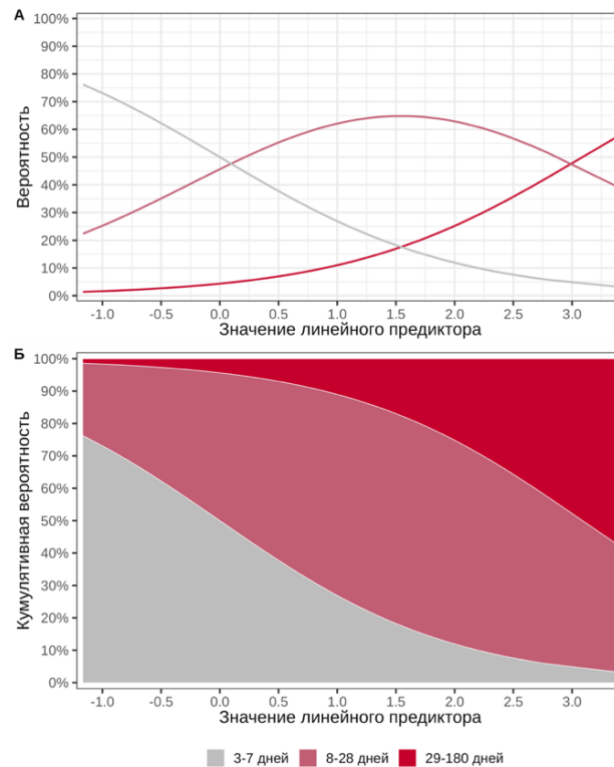 А
100%
90%
80%
70%
60%
50%
40%
30%
20%
10%
0%
Вероятность
-1.0 -0.5 0.0 0.5 1.0 1.5 2.0 2.5 3.0
Значение линейного предиктора
Б
100%
90%
80%
70%
60%
50%
40%
30%
20%
10%
0%
Кумулятивная вероятность
-1.0 -0.5 0.0 0.5 1.0 1.5 2.0 2.5 3.0
Значение линейного предиктора
3-7 дней 8-28 дней 29-180 дней